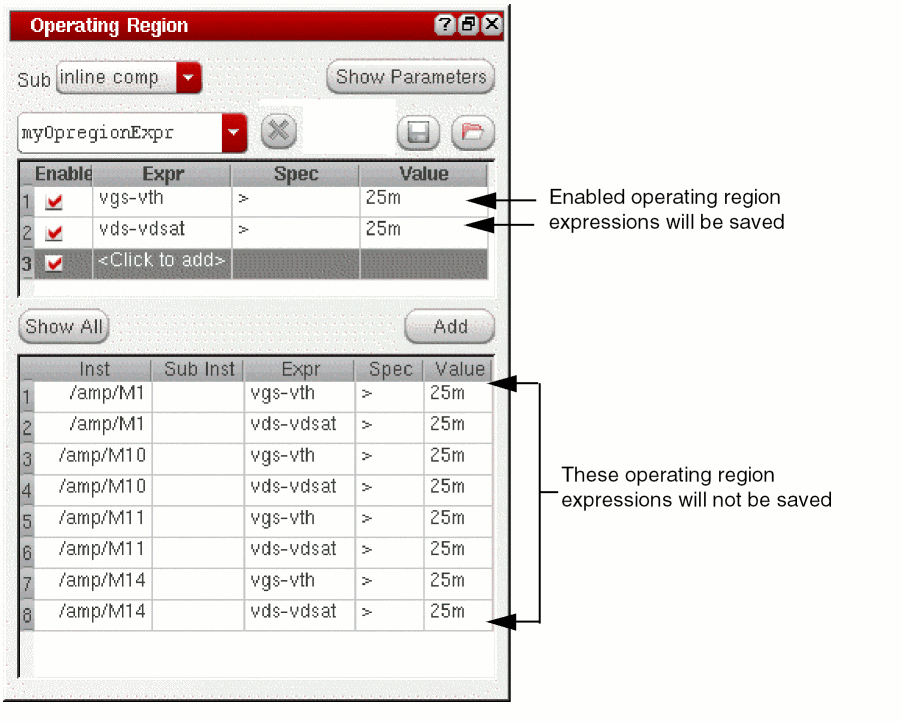 Operating Region ?
Sub inline comp Show Parameters
myOpregionExpr
Enable Expr Spec Value
1 vgs-vth > 25m
2 vds-vdsat > 25m
3 <Click to add>
Enabled operating region
expressions will be saved
Show All Add
Inst Sub Inst Expr Spec Value
1 /amp/M1 vgs-vth > 25m
2 /amp/M1 vds-vdsat > 25m
3 /amp/M10 vgs-vth > 25m
4 /amp/M10 vds-vdsat > 25m
5 /amp/M11 vgs-vth > 25m
6 /amp/M11 vds-vdsat > 25m
7 /amp/M14 vgs-vth > 25m
8 /amp/M14 vds-vdsat > 25m
These operating region
expressions will not be saved